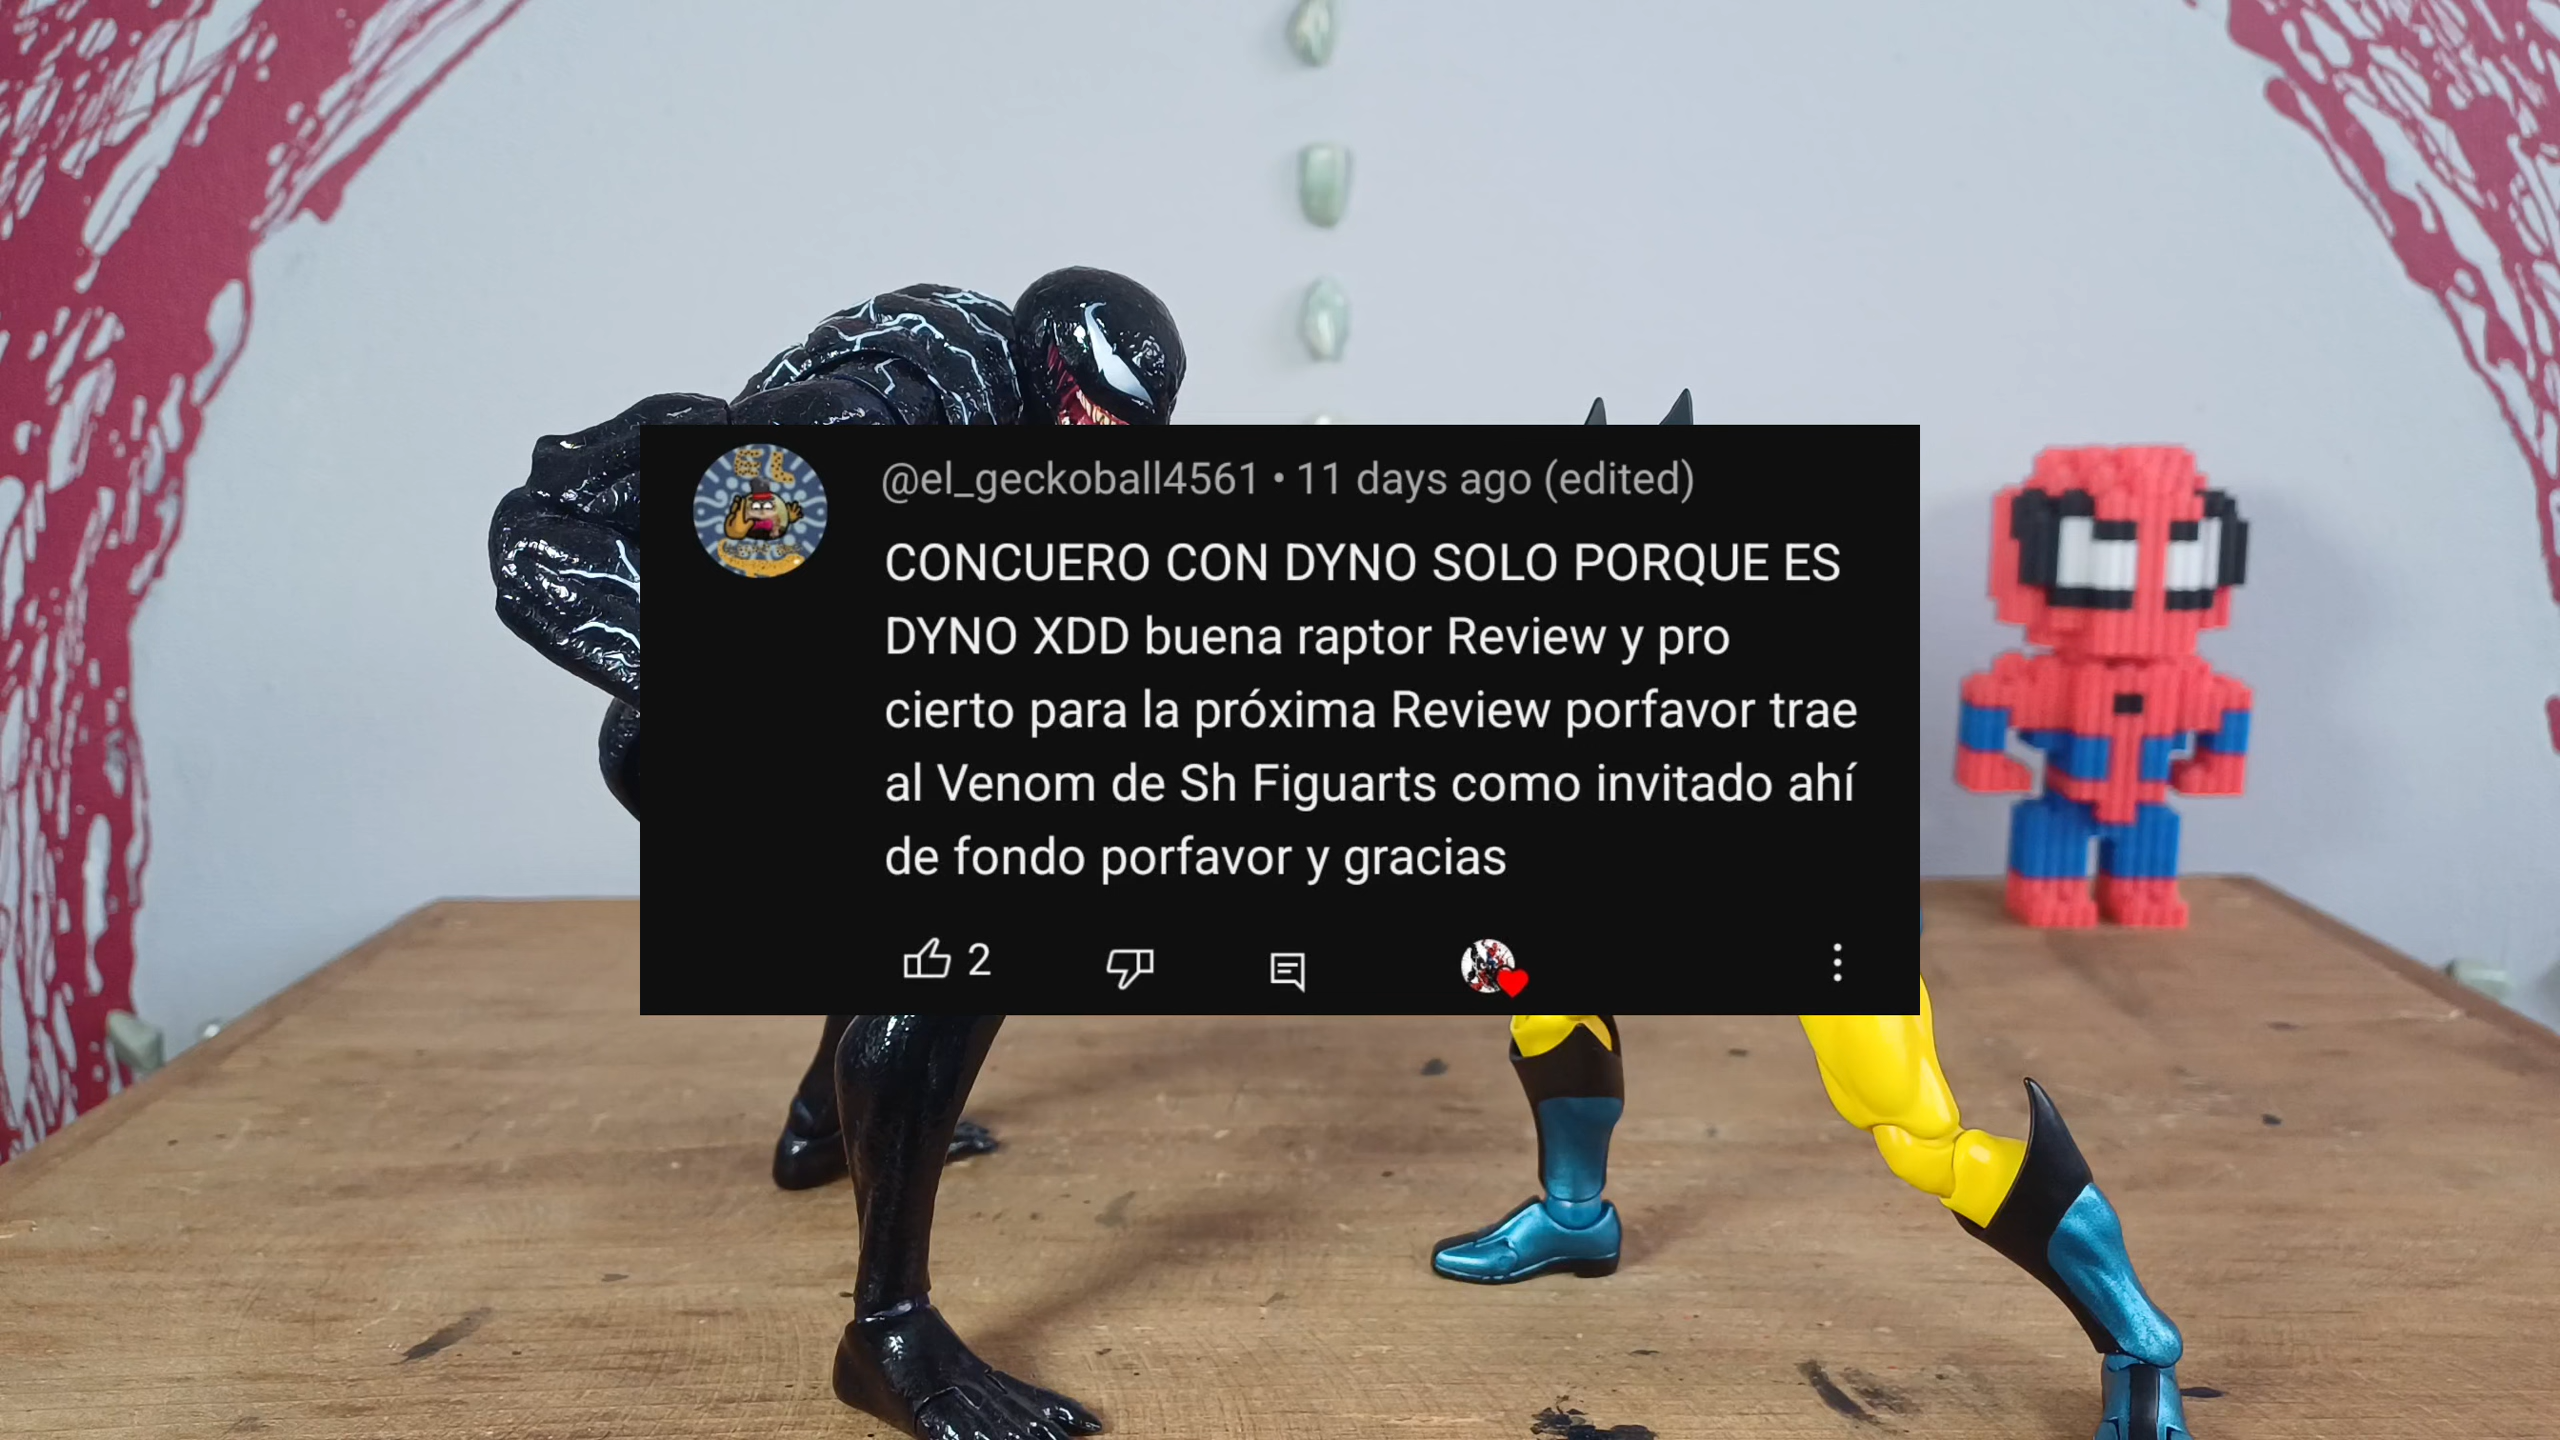 @el_geckoball4561 • 11 days ago (edited)
CONCUERO CON DYNO SOLO PORQUE ES
DYNO XDD buena raptor Review y pro
cierto para la próxima Review porfavor trae
al Venom de Sh Figuarts como invitado ahí
de fondo porfavor y gracias
2